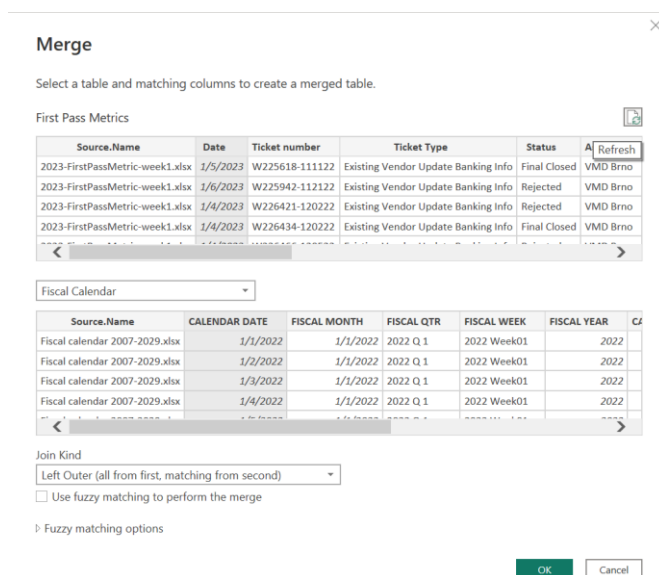 Merge
Select a table and matching columns to create a merged table.
First Pass Metrics
Source.Name Date Ticket number Ticket Type Status A Refresh
2023-FirstPassMetric-week1.xlsx 1/5/2023 W225618-111122 Existing Vendor Update Banking Info Final Closed VMD Brno
2023-FirstPassMetric-week1.xlsx 1/6/2023 W225942-112122 Existing Vendor Update Banking Info Rejected VMD Brno
2023-FirstPassMetric-week1.xlsx 1/4/2023 W226421-120222 Existing Vendor Update Banking Info Rejected VMD Brno
2023-FirstPassMetric-week1.xlsx 1/4/2023 W226434-120222 Existing Vendor Update Banking Info Final Closed VMD Brno
Fiscal Calendar
Source.Name CALENDAR DATE FISCAL MONTH FISCAL QTR FISCAL WEEK FISCAL YEAR CA
Fiscal calendar 2007-2029.xlsx 1/1/2022 1/1/2022 2022 Q 1 2022 Week01 2022
Fiscal calendar 2007-2029.xlsx 1/2/2022 1/1/2022 2022 Q 1 2022 Week01 2022
Fiscal calendar 2007-2029.xlsx 1/3/2022 1/1/2022 2022 Q 1 2022 Week01 2022
Fiscal calendar 2007-2029.xlsx 1/4/2022 1/1/2022 2022 Q 1 2022 Week01 2022
Join Kind
Left Outer (all from first, matching from second)
Use fuzzy matching to perform the merge
Fuzzy matching options
OK Cancel